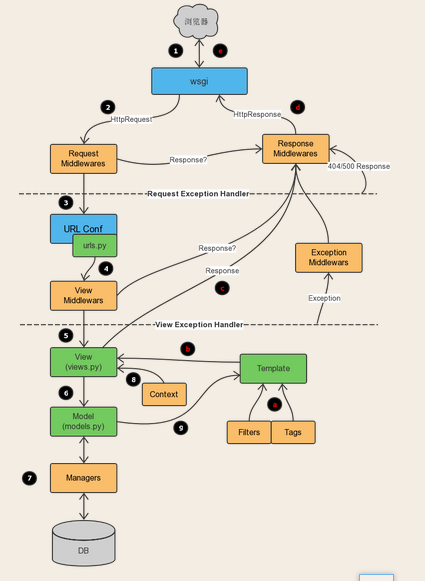 浏览器
1
e
wsgi
2
d
HttpRequest
HttpResponse
Request
Middlewares
Response?
Response
Middlewares
404/500 Response
Request Exception Handler
3
URL Conf
urls.py
4
Response?
Response
Exception
Middlewars
View
Middlewars
c
Exception
View Exception Handler
5
b
View
(views.py)
8
Template
6
Context
a
Model
(models.py)
9
Filters
Tags
7
Managers
DB